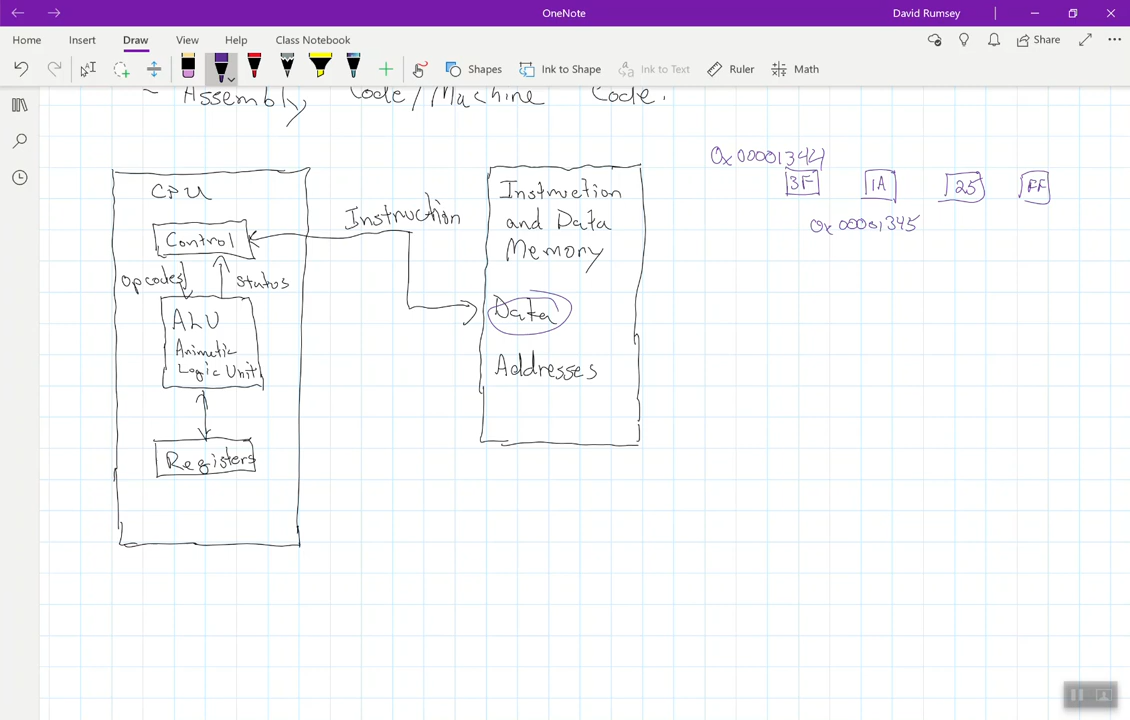 OneNote
David Rumsey
Home Insert Draw View Help Class Notebook
Share
Shapes Ink to Shape Ink to Text Ruler Math
~ Assembly Code/Machine Code.
0x00001344
3F 1A 25 FF
0x00001345
CPU
Control
opcodes status
ALU
Arimetic
Logic Unit
Registers
Instruction
Instruction
and Data
Memory
Data
Addresses